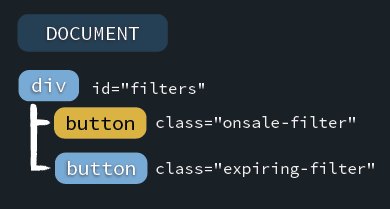 DOCUMENT
div id="filters"
button class="onsale-filter"
button class="expiring-filter"